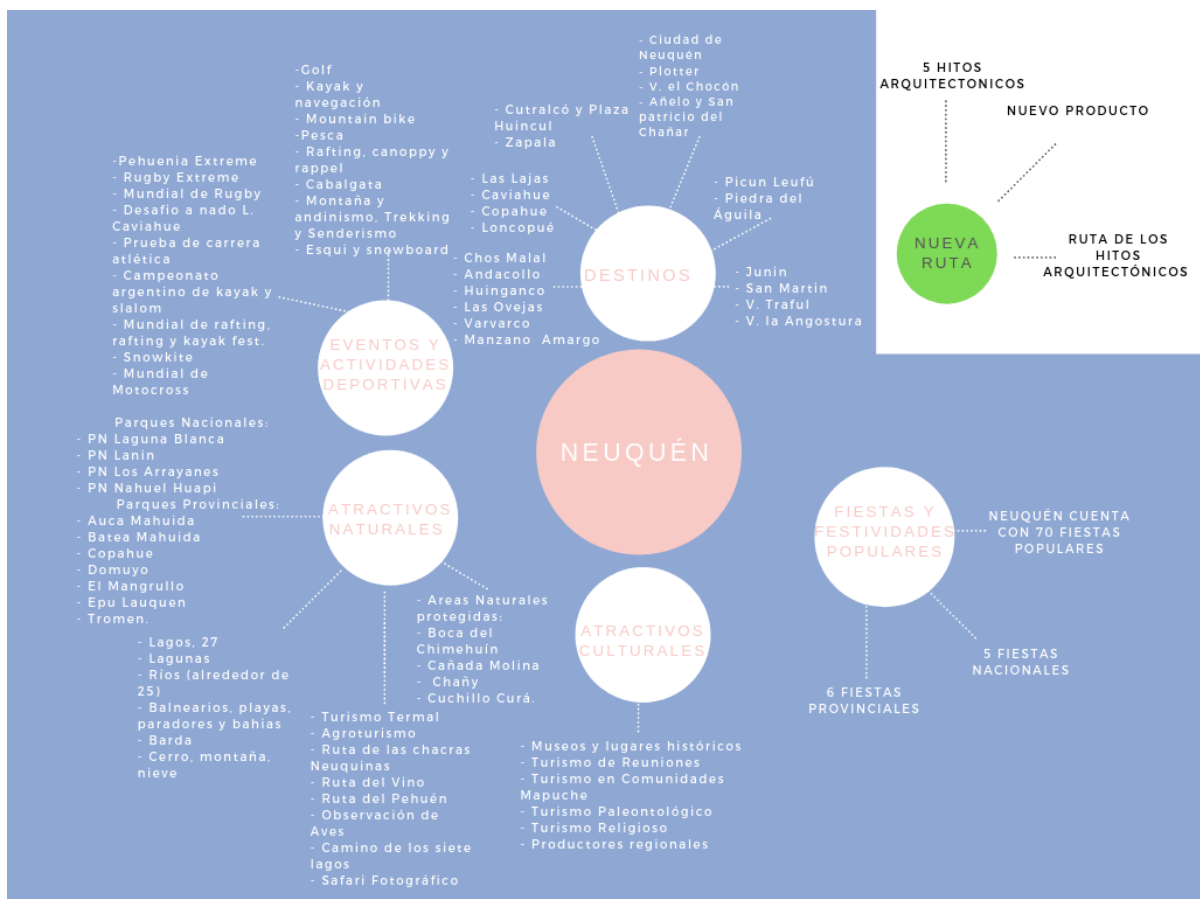 - Ciudad de
Neuquén
- Plotter
- V. el Chocón
- Añelo y San
patricio del
Chañar
- Cutralcó y Plaza
Huincul
- Zapala
- Las Lajas
- Caviahue
- Copahue
- Loncopué
- Picun Leufú
- Piedra del
Águila
- Chos Malal
- Andacollo
- Huinganco
- Las Ovejas
- Varvarco
- Manzano Amargo
DESTINOS
- Junin
- San Martin
- V. Traful
- V. la Angostura
5 HITOS
ARQUITECTONICOS
NUEVO PRODUCTO
NUEVA
RUTA
RUTA DE LOS
HITOS
ARQUITECTÓNICOS
-Golf
- Kayak y
navegación
- Mountain bike
-Pesca
- Rafting, canoppy y
rappel
- Cabalgata
- Montaña y
andinismo, Trekking
y Senderismo
- Esqui y snowboard
-Pehuenia Extreme
- Rugby Extreme
- Mundial de Rugby
- Desafio a nado L.
Caviahue
- Prueba de carrera
atlética
- Campeonato
argentino de kayak y
slalom
- Mundial de rafting,
rafting y kayak fest.
- Snowkite
- Mundial de
Motocross
EVENTOS Y
ACTIVIDADES
DEPORTIVAS
NEUQUÉN
Parques Nacionales:
- PN Laguna Blanca
- PN Lanin
- PN Los Arrayanes
- PN Nahuel Huapi
Parques Provinciales:
- Auca Mahuida
- Batea Mahuida
- Copahue
- Domuyo
- El Mangrullo
- Epu Lauquen
- Tromen.
ATRACTIVOS
NATURALES
- Lagos, 27
- Lagunas
- Ríos (alrededor de
25)
- Balnearios, playas,
paradores y bahias
- Barda
- Cerro, montaña,
nieve
- Turismo Termal
- Agroturismo
- Ruta de las chacras
Neuquinas
- Ruta del Vino
- Ruta del Pehuén
- Observación de
Aves
- Camino de los siete
lagos
- Safari Fotográfico
- Areas Naturales
protegidas:
- Boca del
Chimehuín
- Cañada Molina
- Chañy
- Cuchillo Curá.
ATRACTIVOS
CULTURALES
- Museos y lugares históricos
- Turismo de Reuniones
- Turismo en Comunidades
Mapuche
- Turismo Paleontológico
- Turismo Religioso
- Productores regionales
FIESTAS Y
FESTIVIDADES
POPULARES
NEUQUÉN CUENTA
CON 70 FIESTAS
POPULARES
5 FIESTAS
NACIONALES
6 FIESTAS
PROVINCIALES